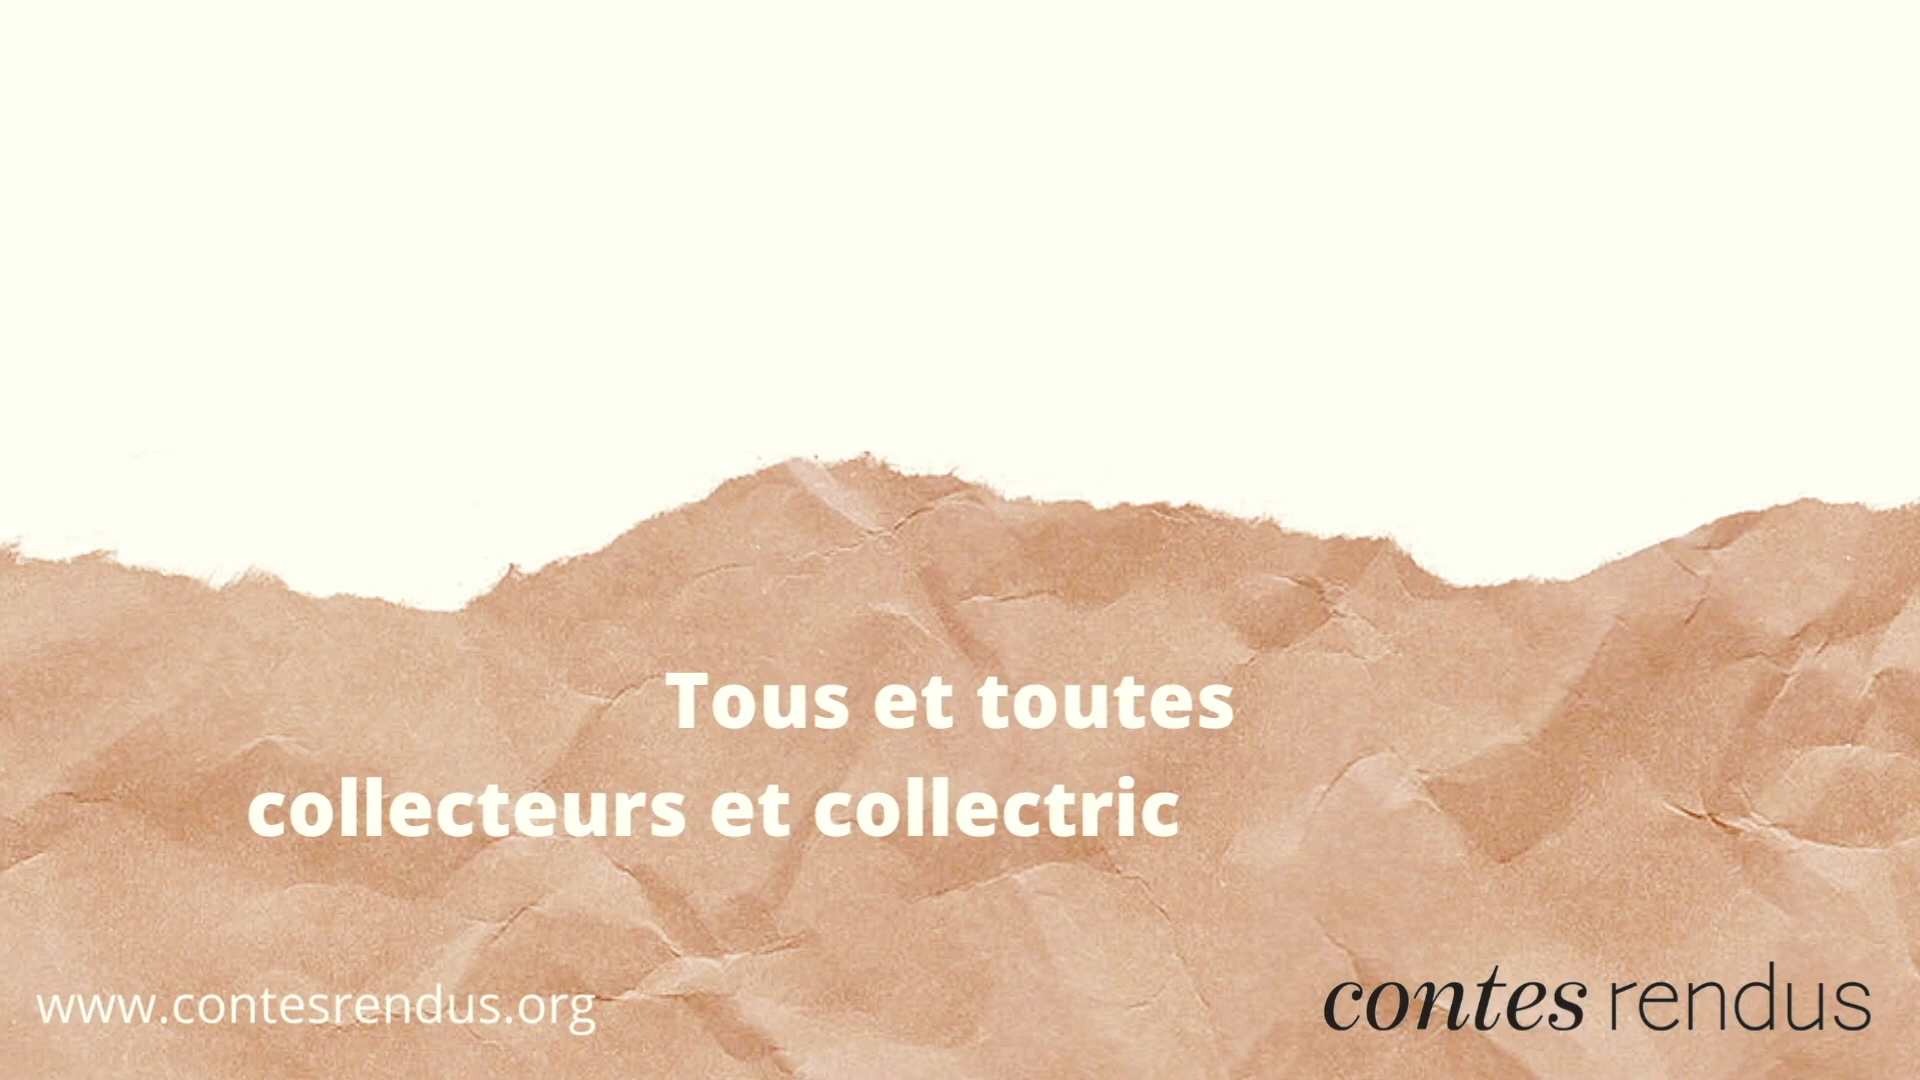 Tous et toutes
collecteurs et collectric
www.contesrendus.org
contes rendus